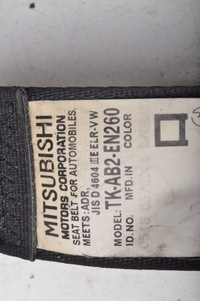 MITSUBISHI
MOTORS CORPORATION
SEAT BELT FOR AUTOMOBILES.
MEETS: ADR,
JIS D 4604 Ⅲ E ELR-VW
MODEL: TK-AB2-EN260
ID.NO. MFD.IN COLOR